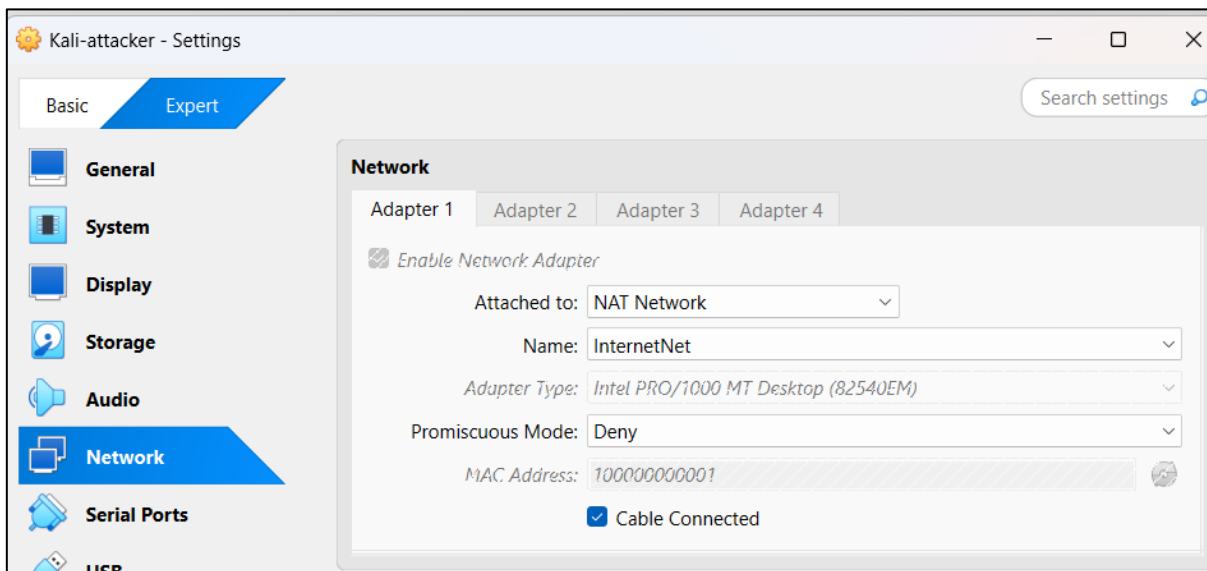 Kali-attacker - Settings
Basic Expert Search settings
General
System
Display
Storage
Audio
Network
Serial Ports
USB
Network
Adapter 1 Adapter 2 Adapter 3 Adapter 4
Enable Network Adapter
Attached to: NAT Network
Name: InternetNet
Adapter Type: Intel PRO/1000 MT Desktop (82540EM)
Promiscuous Mode: Deny
MAC Address: 100000000001
Cable Connected